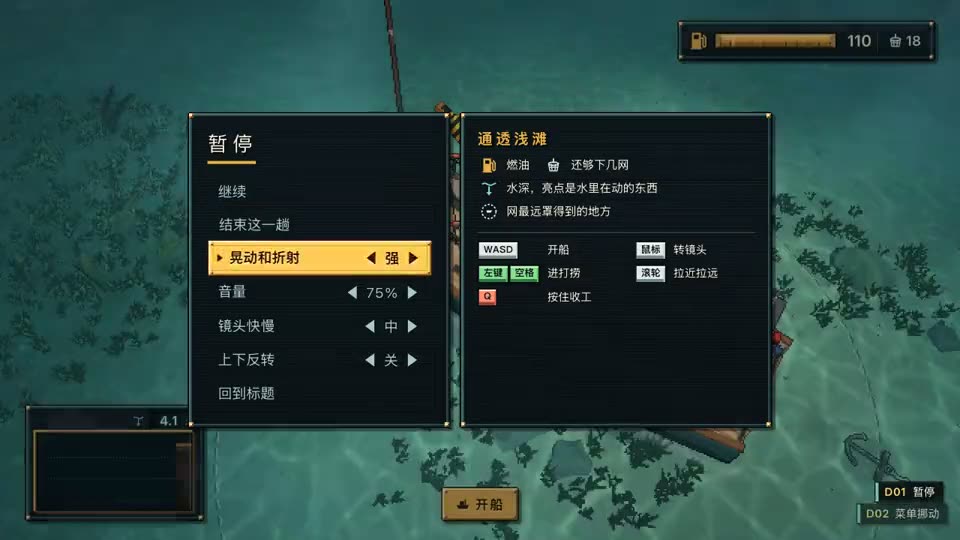 110 18
暂停
继续
结束这一趟
晃动和折射 强
音量 75%
镜头快慢 中
上下反转 关
回到标题
通透浅滩
燃油 还够下几网
水深，亮点是水里在动的东西
网最远罩得到的地方
WASD 开船 鼠标 转镜头
左键 空格 进打捞 滚轮 拉近拉远
Q 按住收工
4.1
开船
D01 暂停
D02 菜单挪动